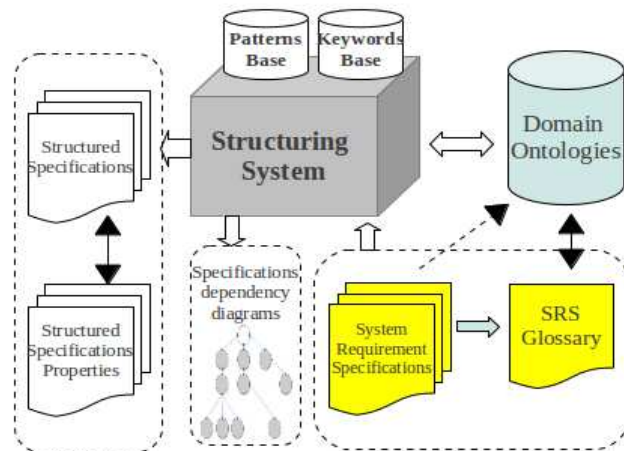 Patterns
Base
Keywords
Base
Structuring
System
Domain
Ontologies
Structured
Specifications
Structured
Specifications
Properties
Specifications
dependency
diagrams
System
Requirement
Specifications
SRS
Glossary